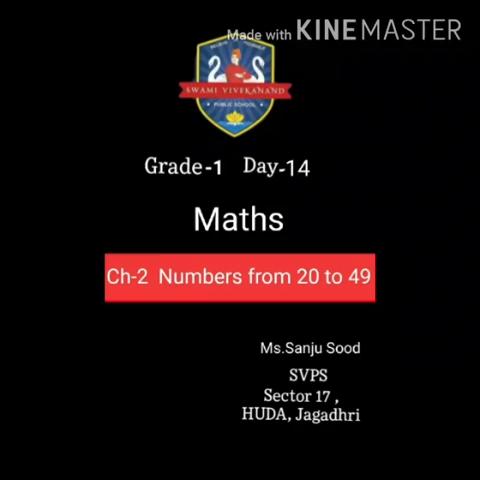 Made with KINEMASTER
SWAMI VIVEKANAND
PUBLIC SCHOOL
Grade-1 Day-14
Maths
Ch-2 Numbers from 20 to 49
Ms.Sanju Sood
SVPS
Sector 17 ,
HUDA, Jagadhri